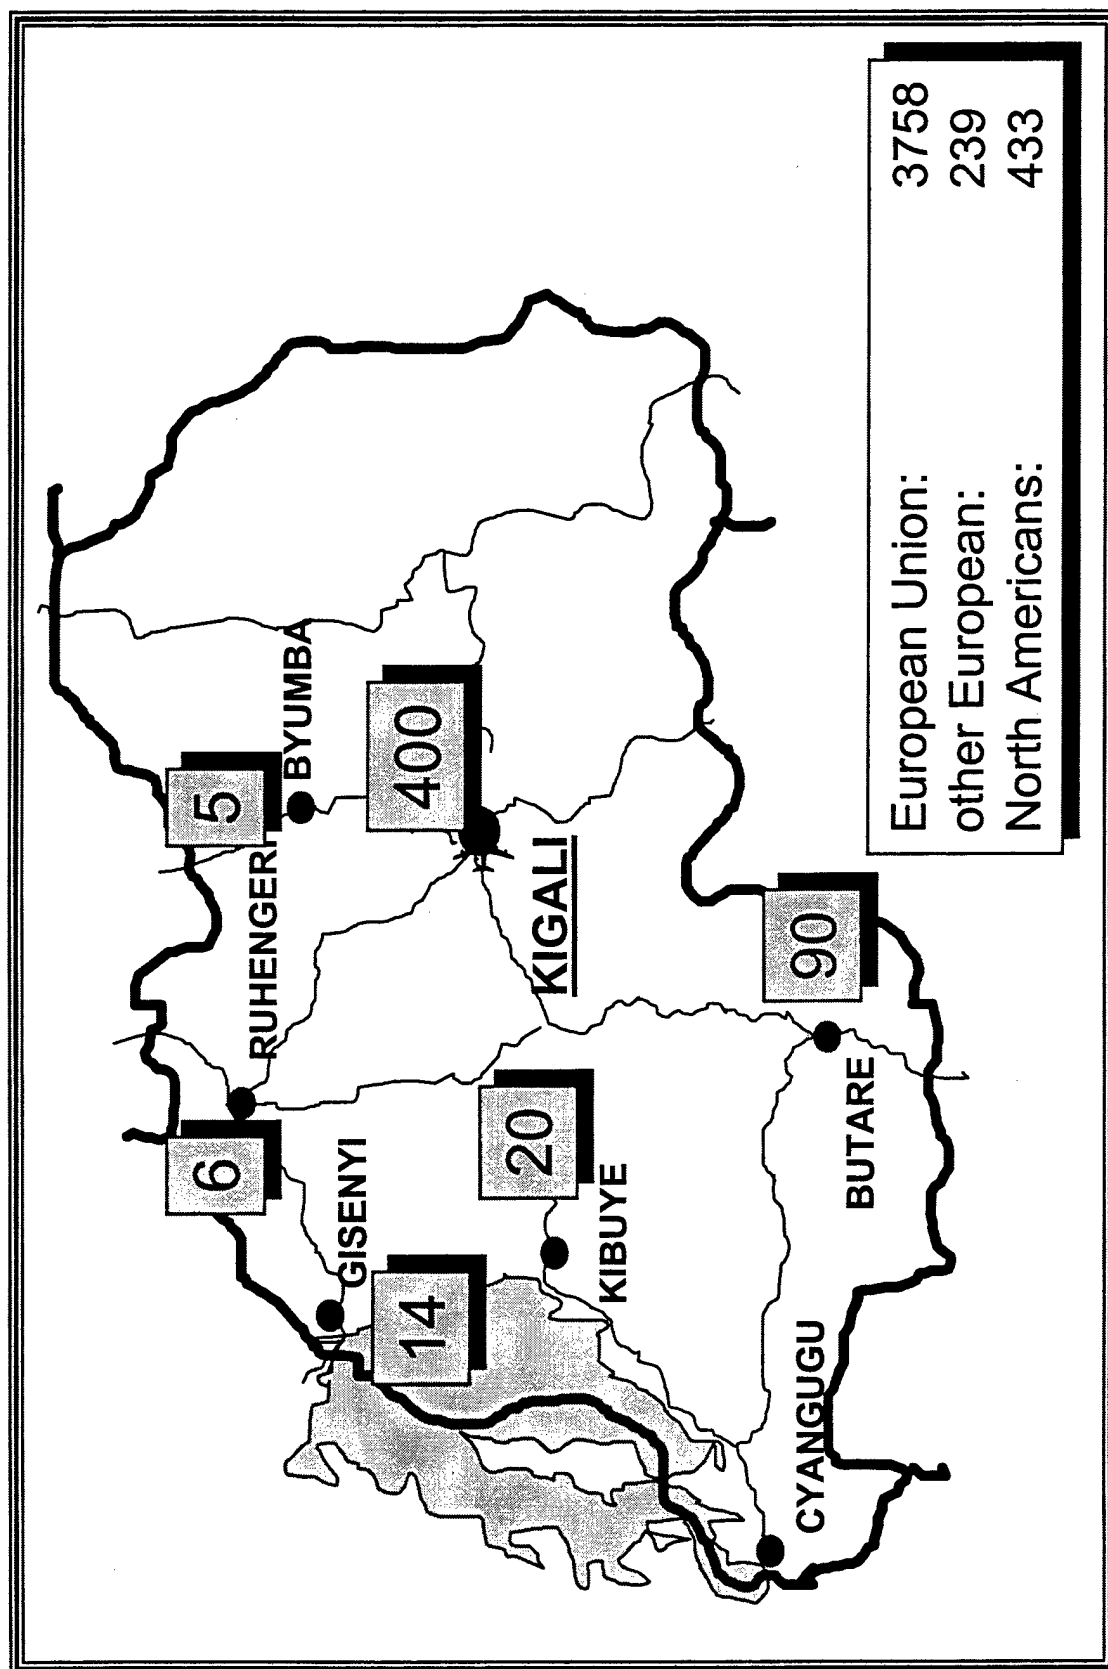 6
5
RUHENGERI
BYUMBA
GISENYI
14
400
20
KIGALI
KIBUYE
CYANGUGU
90
BUTARE
European Union: 3758
other European: 239
North Americans: 433